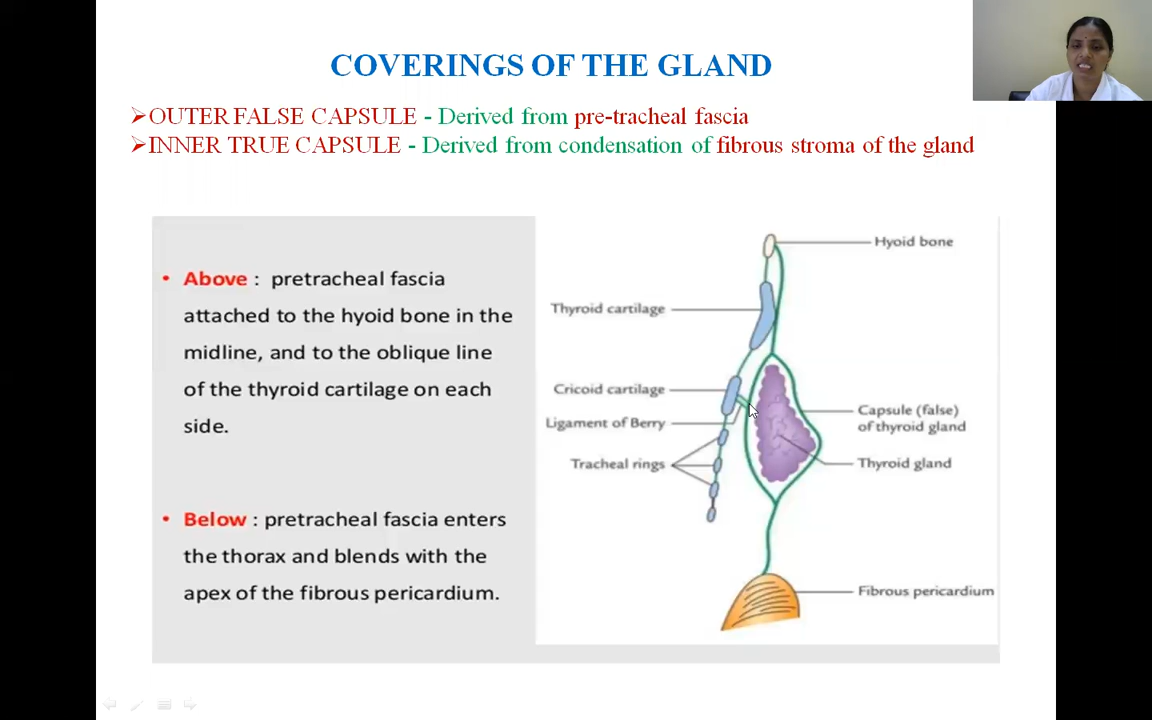 COVERINGS OF THE GLAND
➢OUTER FALSE CAPSULE - Derived from pre-tracheal fascia
➢INNER TRUE CAPSULE - Derived from condensation of fibrous stroma of the gland
• Above : pretracheal fascia
attached to the hyoid bone in the
midline, and to the oblique line
of the thyroid cartilage on each
side.
• Below : pretracheal fascia enters
the thorax and blends with the
apex of the fibrous pericardium.
Hyoid bone
Thyroid cartilage
Cricoid cartilage
Ligament of Berry
Tracheal rings
Capsule (false)
of thyroid gland
Thyroid gland
Fibrous pericardium